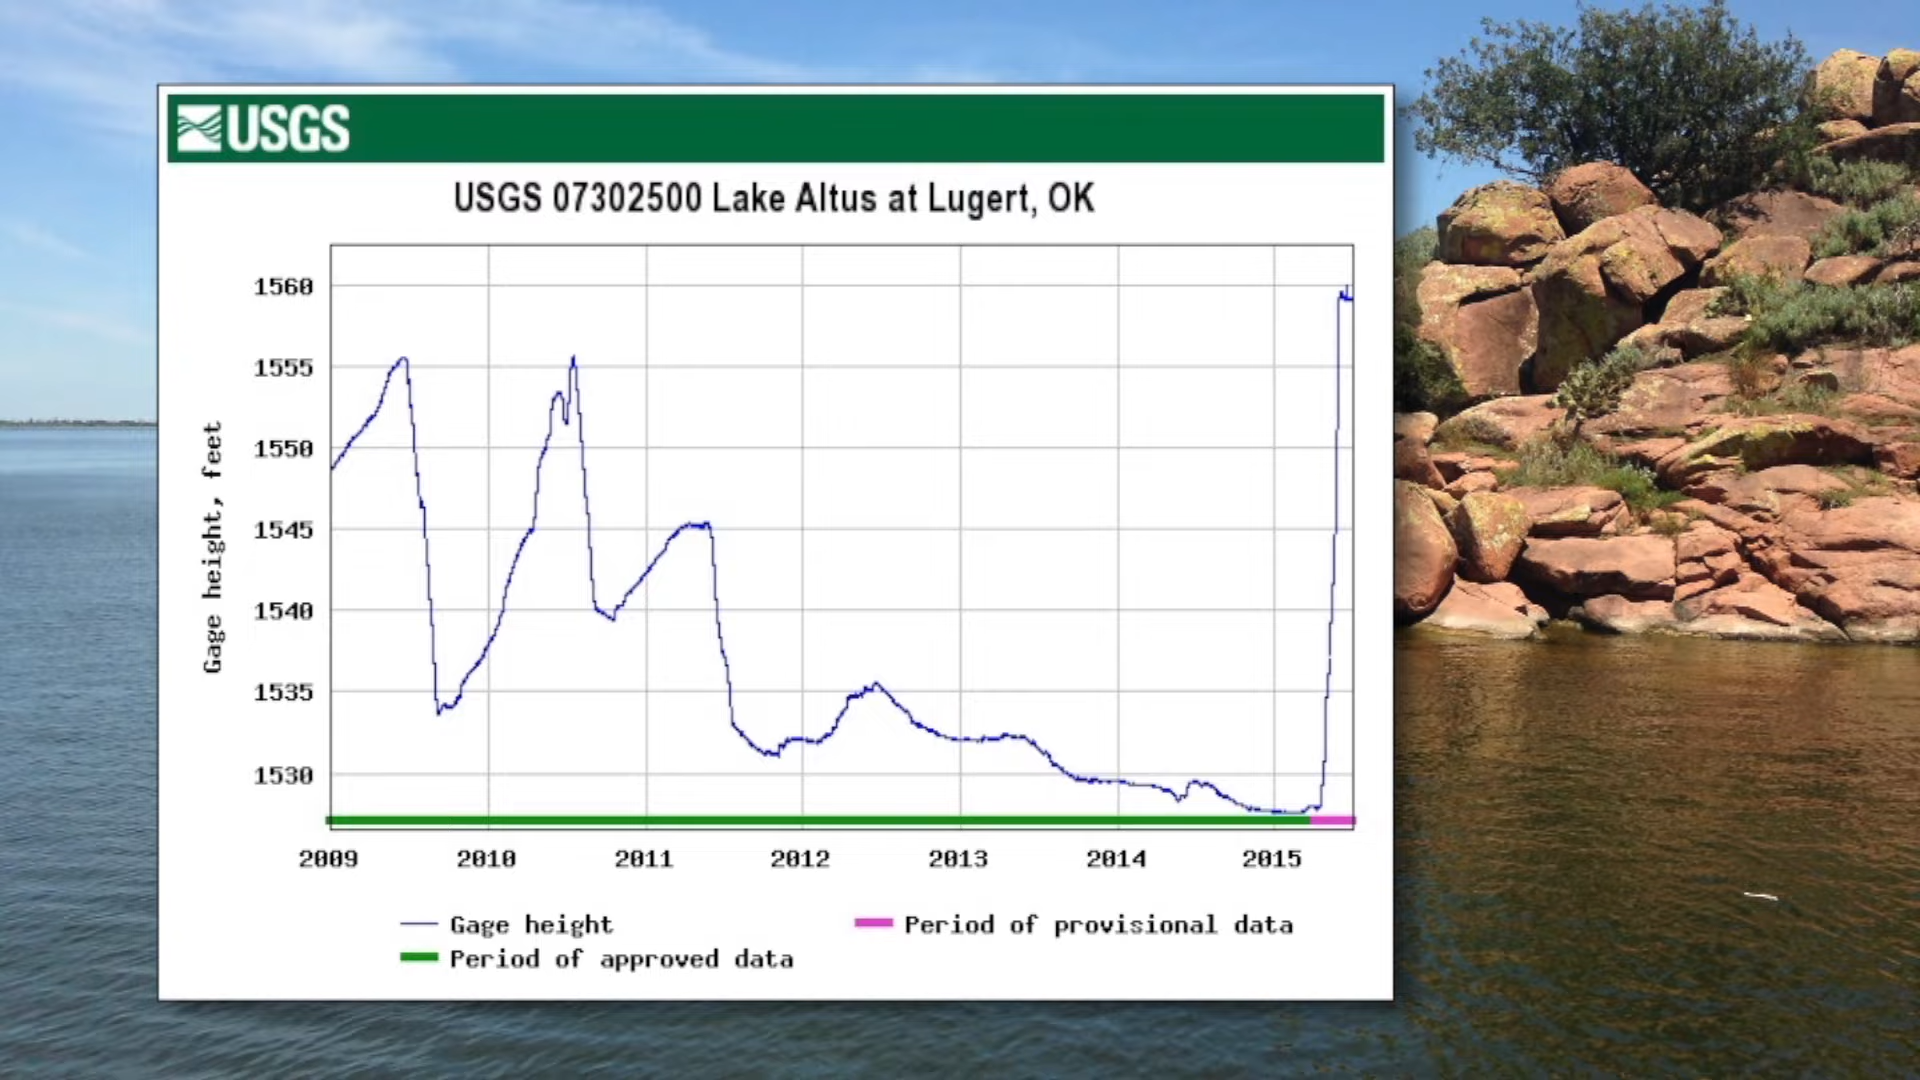 USGS
USGS 07302500 Lake Altus at Lugert, OK
Gage height, feet
1560
1555
1550
1545
1540
1535
1530
2009 2010 2011 2012 2013 2014 2015
Gage height
Period of provisional data
Period of approved data